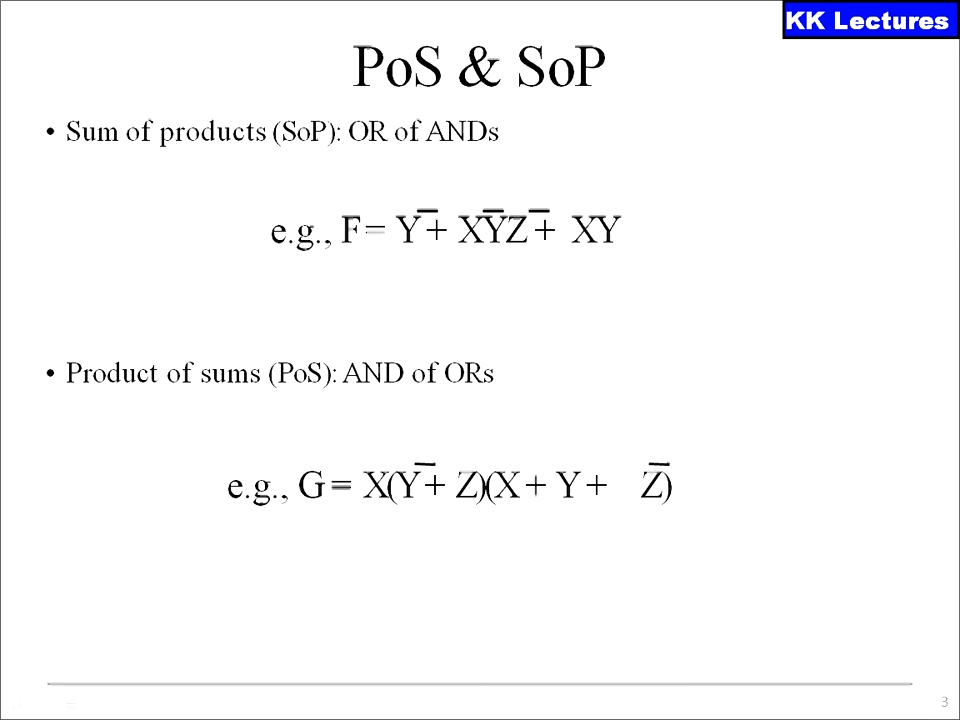 KK Lectures
PoS & SoP
• Sum of products (SoP): OR of ANDs
e.g., F= Y̅ + XY̅Z̅ + XY
• Product of sums (PoS): AND of ORs
e.g., G= X(Y̅ + Z)(X + Y + Z̅)
3